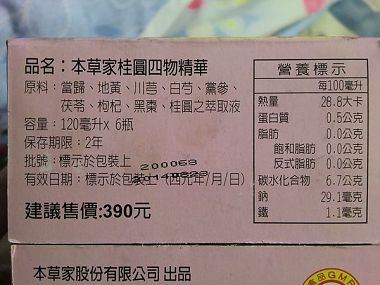 品名：本草家桂圓四物精華
原料：當歸、地黃、川芎、白芍、黨參、
茯苓、枸杞、黑棗、桂圓之萃取液
容量：120毫升x 6瓶
保存期限：2年
批號：標示於包裝上
200068
有效日期：標示於包裝上（西元年/月/日）
20140829
建議售價:390元
營養標示
每100毫升
熱量 28.8大卡
蛋白質 0.5公克
脂肪 0.0公克
飽和脂肪 0.0公克
反式脂肪 0.0公克
碳水化合物 6.7公克
鈉 29.1毫克
鐵 1.1毫克
本草家股份有限公司 出品
食品GMP